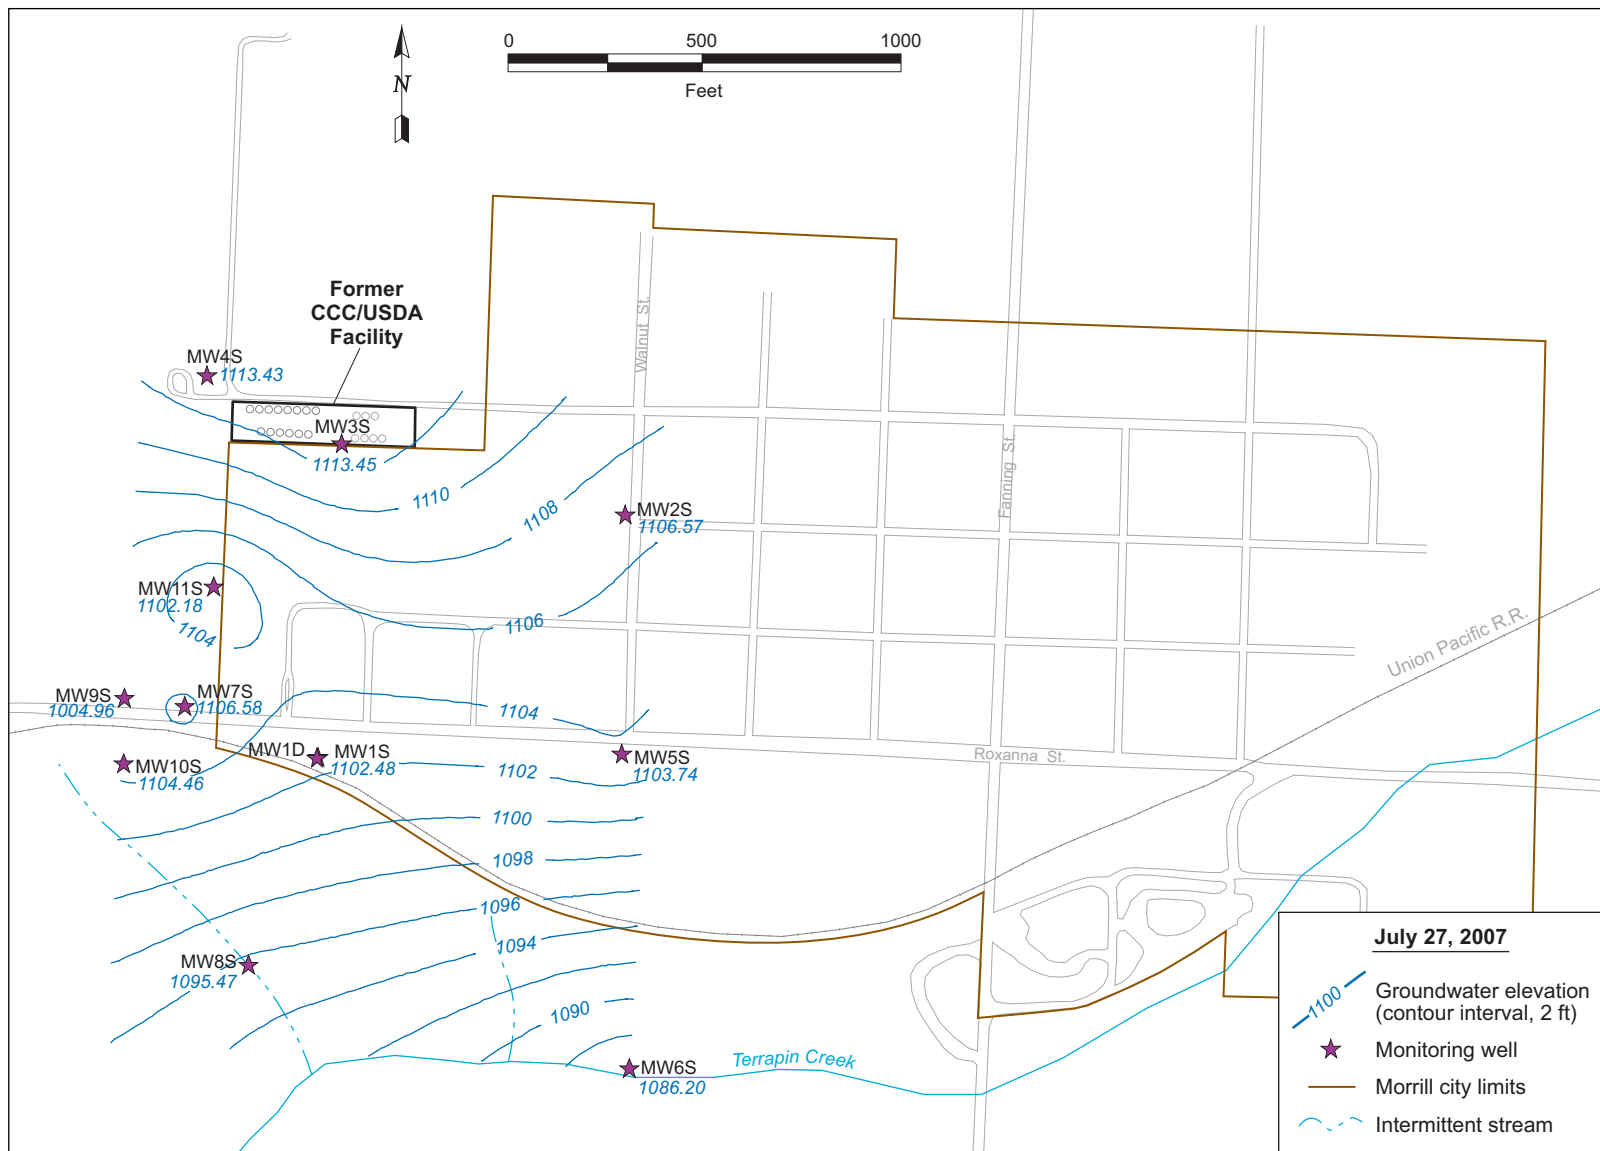 0 500 1000
N
Feet
Former
CCC/USDA
Facility
Walnut St.
MW4S
1113.43
MW3S
1113.45
1110
1108
MW2S
1106.57
Fanning St.
MW11S
1102.18
1104
1106
Union Pacific R.R.
MW9S
1004.96
MW7S
1106.58
1104
MW1D
MW1S
1102.48
MW5S
1103.74
Roxanna St.
MW10S
1104.46
1102
1100
1098
1096
1094
MW8S
1095.47
1090
MW6S
1086.20
Terrapin Creek
July 27, 2007
1100
Groundwater elevation
(contour interval, 2 ft)
Monitoring well
Morrill city limits
Intermittent stream